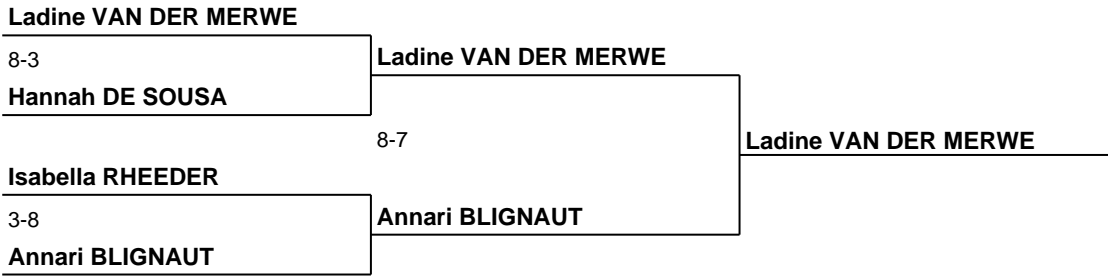 Ladine VAN DER MERWE
8-3
Ladine VAN DER MERWE
Hannah DE SOUSA
8-7
Ladine VAN DER MERWE
Isabella RHEEDER
3-8
Annari BLIGNAUT
Annari BLIGNAUT